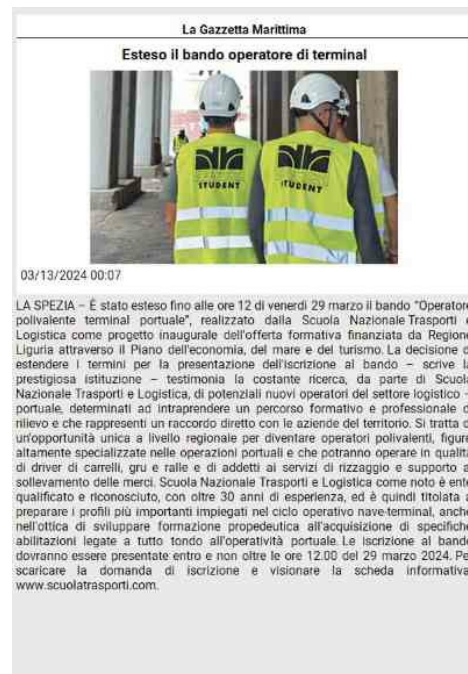 La Gazzetta Marittima
Esteso il bando operatore di terminal
STUDENT
STUDENT
03/13/2024 00:07
LA SPEZIA – È stato esteso fino alle ore 12 di venerdì 29 marzo il bando "Operatore
polivalente terminal portuale", realizzato dalla Scuola Nazionale Trasporti e
Logistica come progetto inaugurale dell'offerta formativa finanziata da Regione
Liguria attraverso il Piano dell'economia, del mare e del turismo. La decisione d
estendere i termini per la presentazione dell'iscrizione al bando – scrive la
prestigiosa istituzione – testimonia la costante ricerca, da parte di Scuola
Nazionale Trasporti e Logistica, di potenziali nuovi operatori del settore logistico –
portuale, determinati ad intraprendere un percorso formativo e professionale d
rilievo e che rappresenti un raccordo diretto con le aziende del territorio. Si tratta d
un'opportunità unica a livello regionale per diventare operatori polivalenti, figure
altamente specializzate nelle operazioni portuali e che potranno operare in qualità
di driver di carrelli, gru e ralle e di addetti ai servizi di rizzaggio e supporto a
sollevamento delle merci. Scuola Nazionale Trasporti e Logistica come noto è ente
qualificato e riconosciuto, con oltre 30 anni di esperienza, ed è quindi titolata a
preparare i profili più importanti impiegati nel ciclo operativo nave-terminal, anche
nell'ottica di sviluppare formazione propedeutica all'acquisizione di specifiche
abilitazioni legate a tutto tondo all'operatività portuale. Le iscrizione al bando
dovranno essere presentate entro e non oltre le ore 12.00 del 29 marzo 2024. Pe
scaricare la domanda di iscrizione e visionare la scheda informativa
www.scuolatrasporti.com.